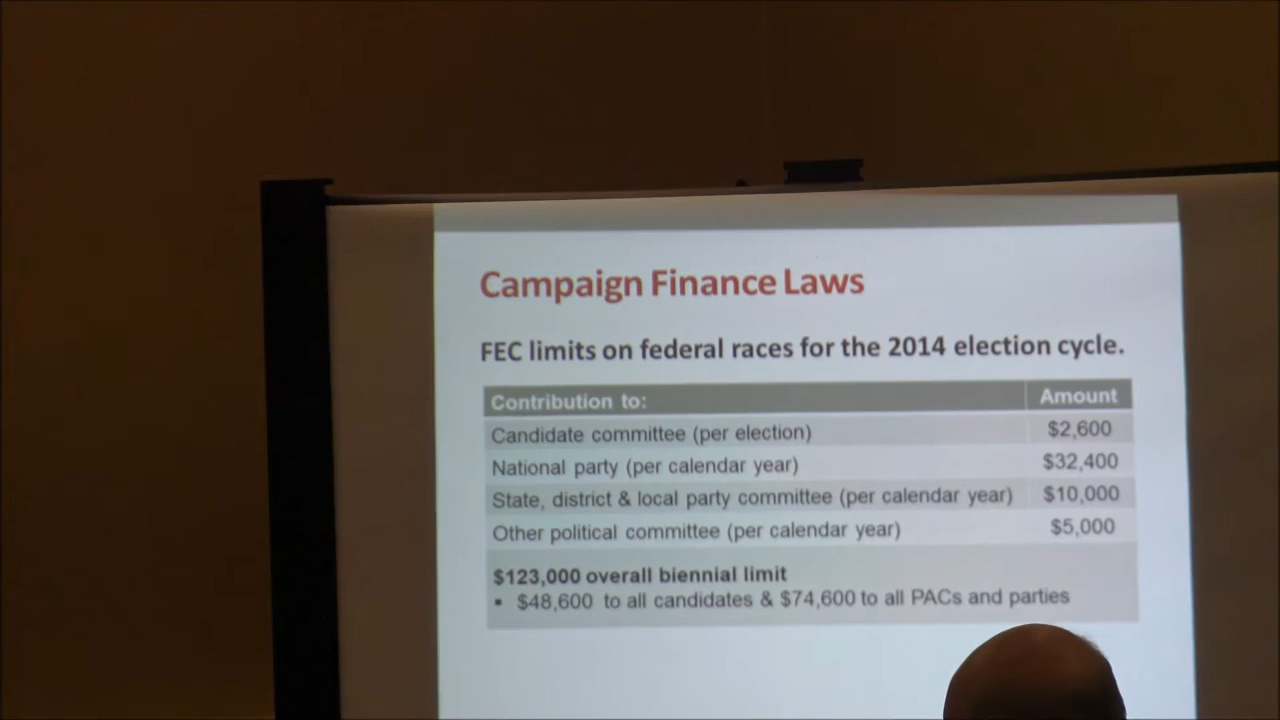 Campaign Finance Laws
FEC limits on federal races for the 2014 election cycle.
Contribution to: Amount
Candidate committee (per election) $2,600
National party (per calendar year) $32,400
State, district & local party committee (per calendar year) $10,000
Other political committee (per calendar year) $5,000
$123,000 overall biennial limit
▪ $48,600 to all candidates & $74,600 to all PACs and parties